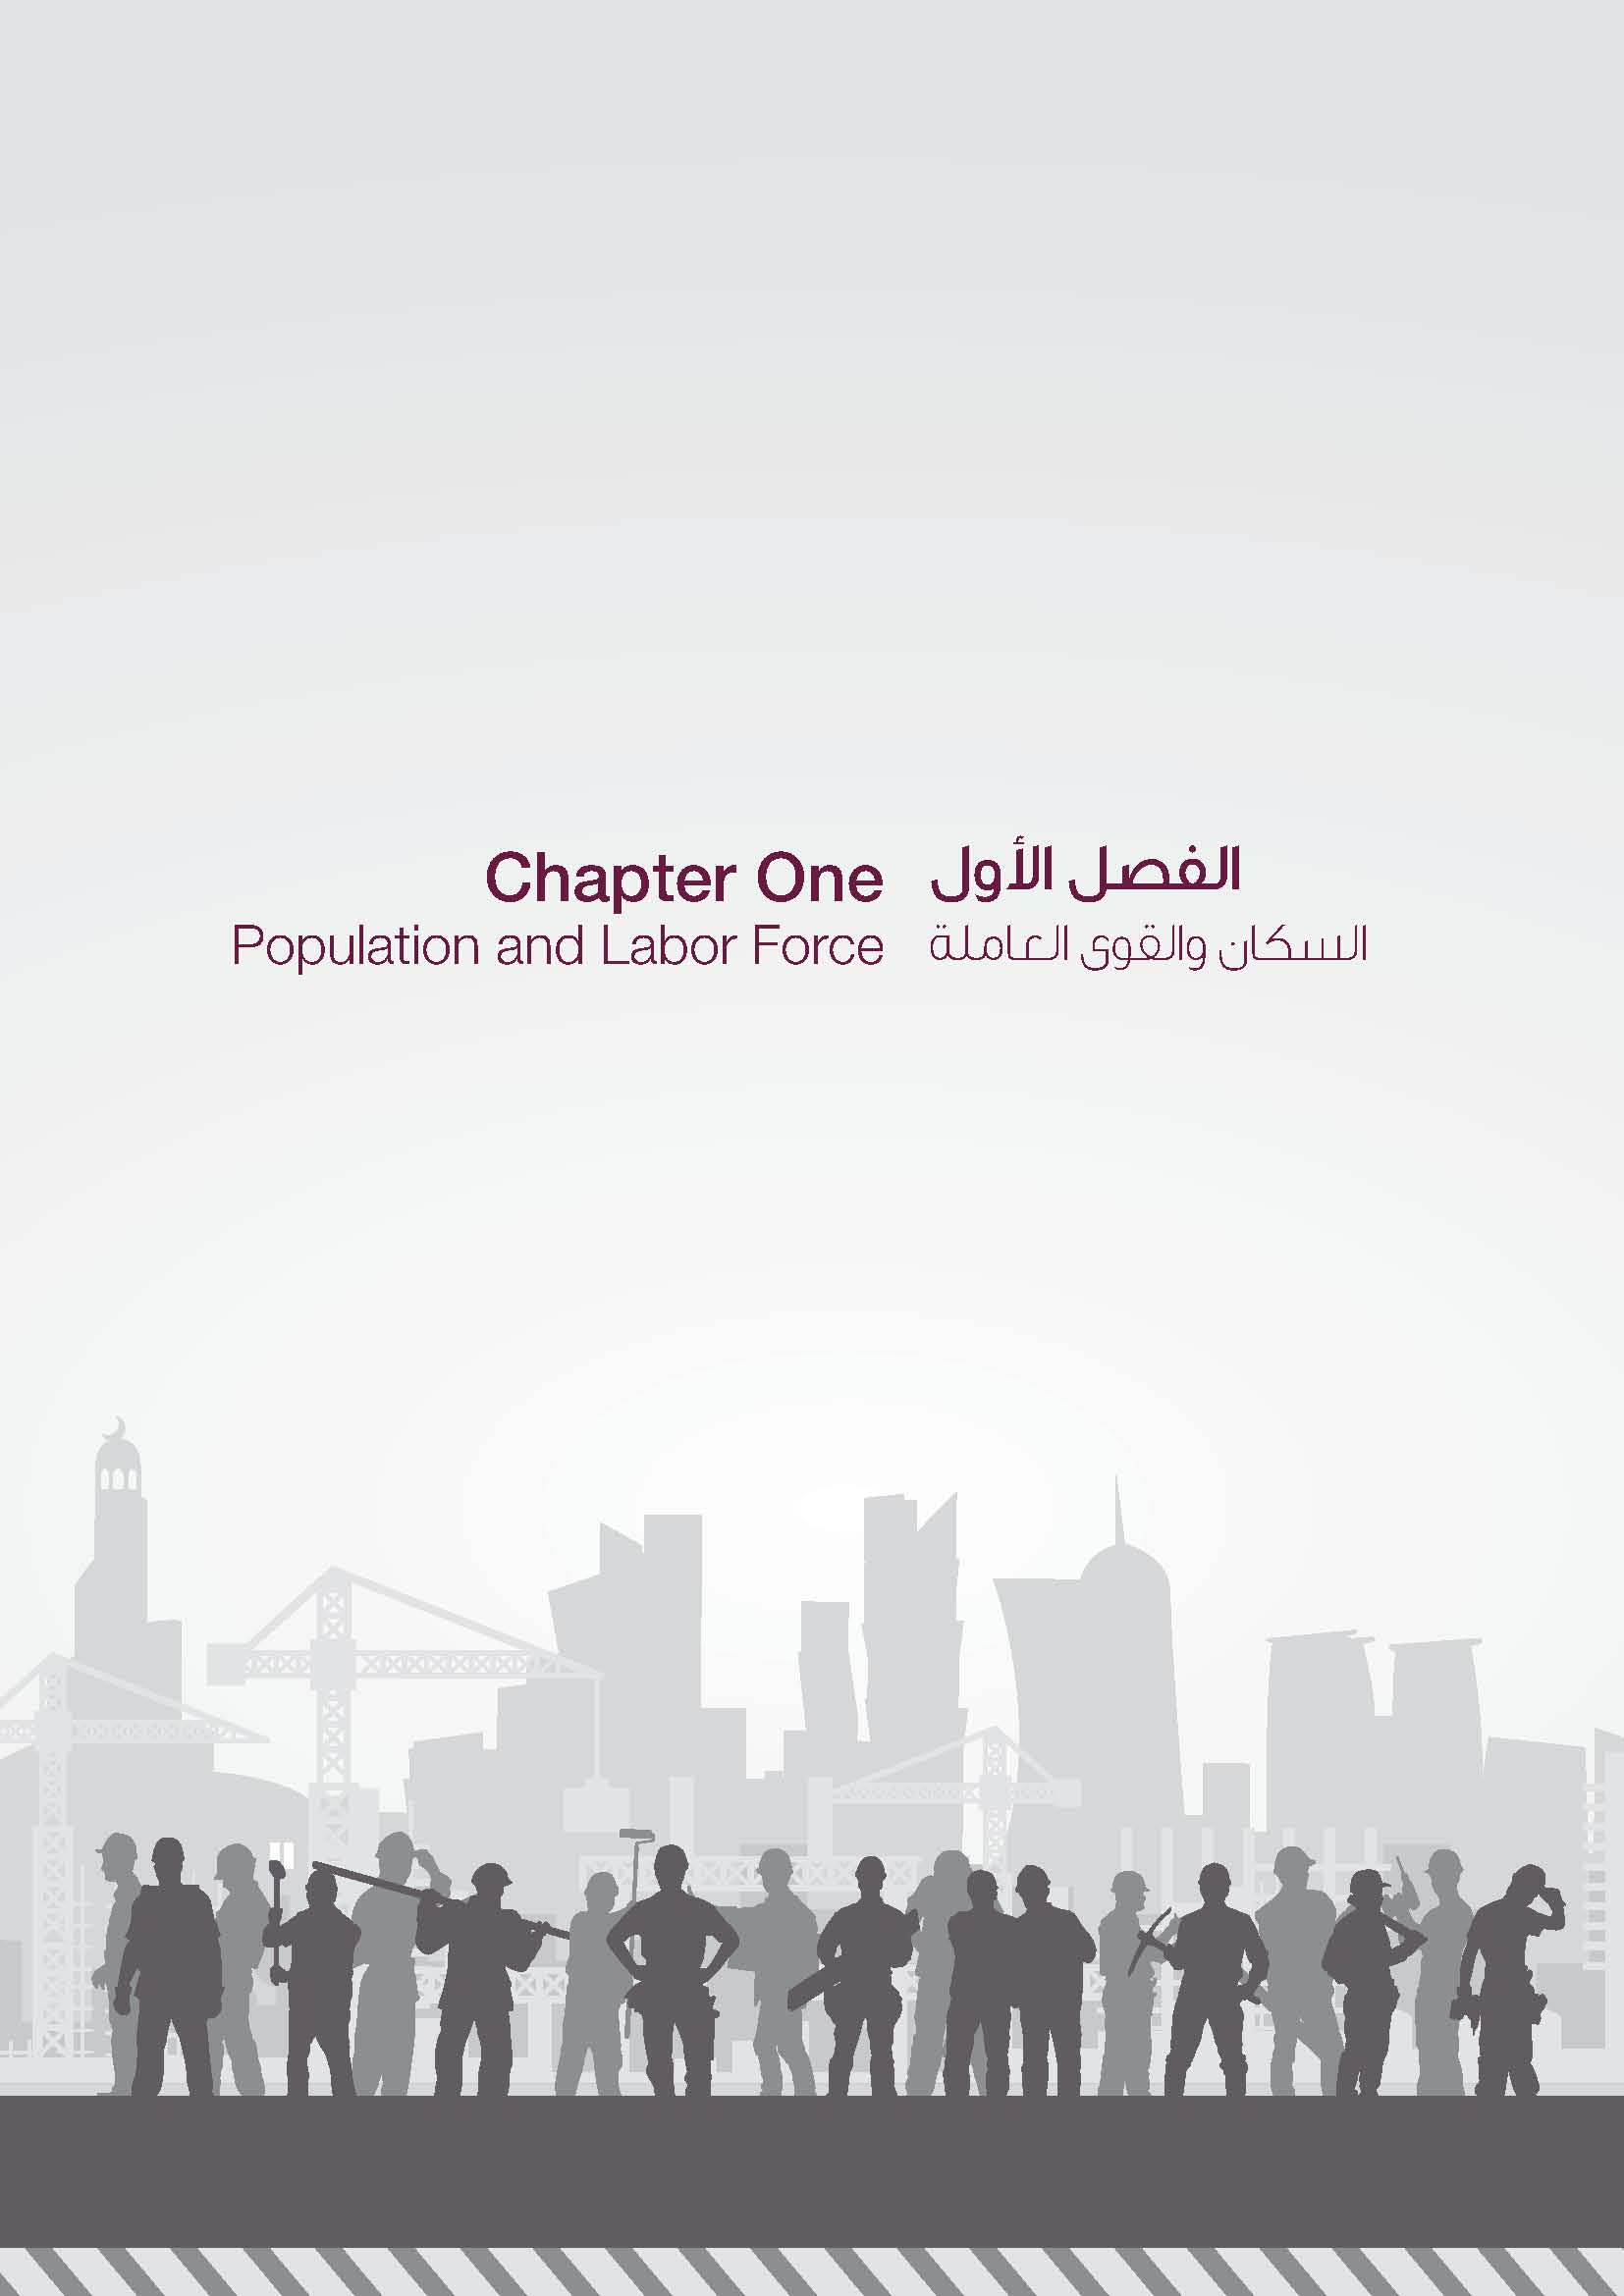 Chapter One
Population and Labor Force
الفصل الأول
السكان والقوى العاملة